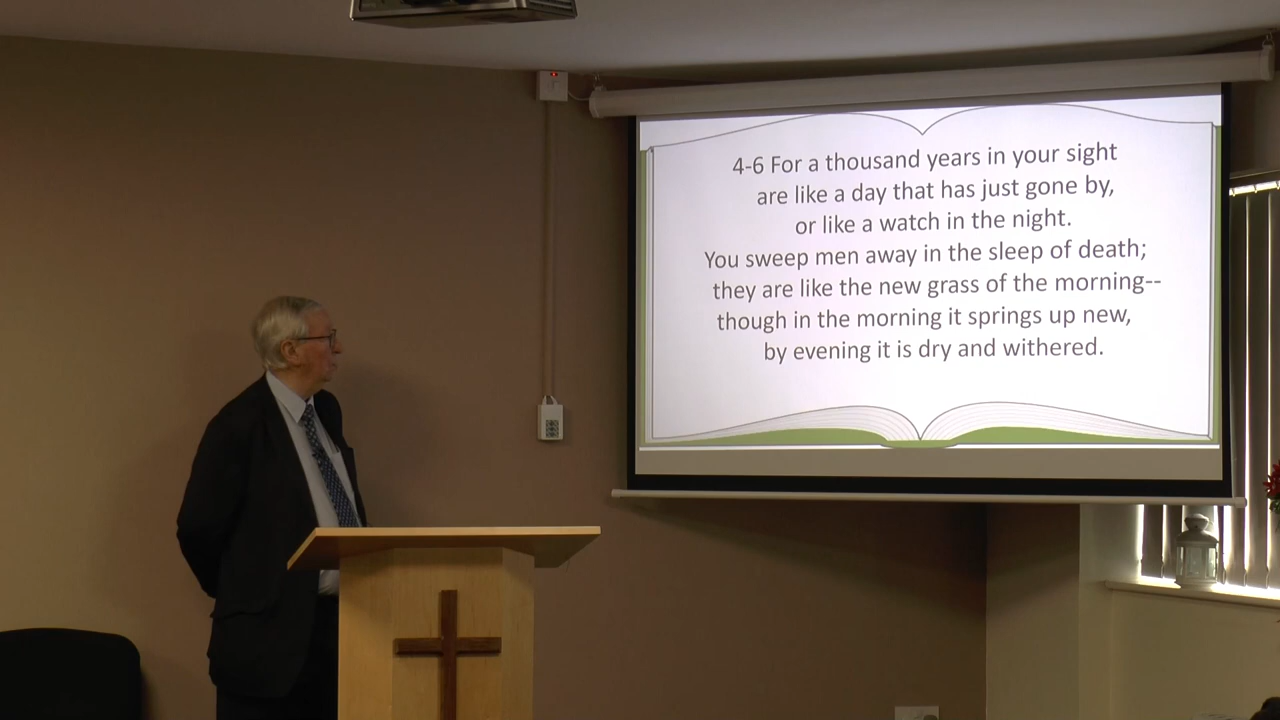 4-6 For a thousand years in your sight
are like a day that has just gone by,
or like a watch in the night.
You sweep men away in the sleep of death;
they are like the new grass of the morning--
though in the morning it springs up new,
by evening it is dry and withered.